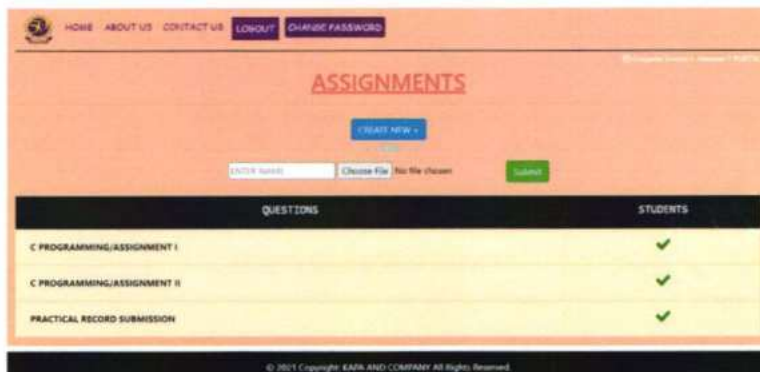 HOME ABOUT US CONTACT US LOGOUT CHANGE PASSWORD
ASSIGNMENTS
CREATE NEW +
ENTER NAME Choose File No file chosen Submit
QUESTIONS STUDENTS
C PROGRAMMING/ASSIGNMENT I
C PROGRAMMING/ASSIGNMENT II
PRACTICAL RECORD SUBMISSION
© 2021 Copyright: KAPA AND COMPANY All Rights Reserved